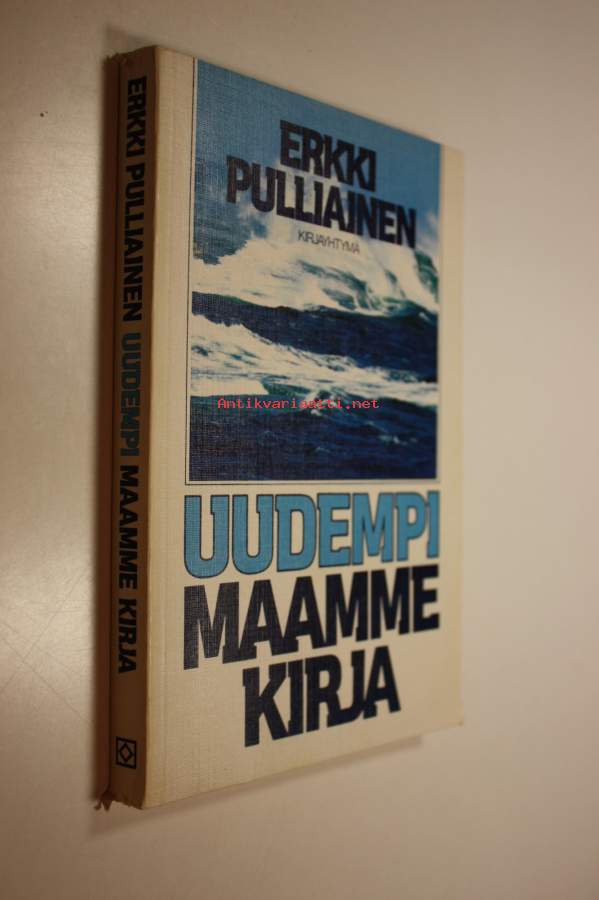 ERKKI PULLIAINEN UUDEMPI MAAMME KIRJA
ERKKI
PULLIAINEN
KIRJAYHTYMÄ
Antikvariaatti.net
UUDEMPI
MAAMME
KIRJA